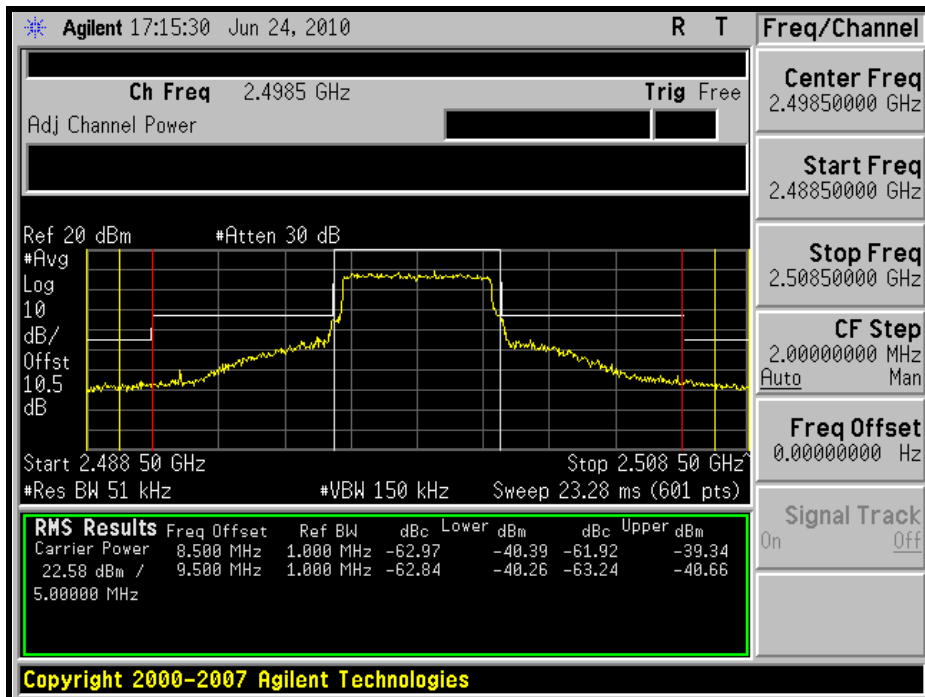 Agilent 17:15:30 Jun 24, 2010 R T
Freq/Channel
Ch Freq 2.4985 GHz Trig Free
Adj Channel Power
Center Freq
2.49850000 GHz
Start Freq
2.48850000 GHz
Stop Freq
2.50850000 GHz
CF Step
2.00000000 MHz
Auto Man
Freq Offset
0.00000000 Hz
Signal Track
On Off
Ref 20 dBm #Atten 30 dB
#Avg
Log
10
dB/
Offst
10.5
dB
Start 2.488 50 GHz Stop 2.508 50 GHz^
#Res BW 51 kHz #VBW 150 kHz Sweep 23.28 ms (601 pts)
RMS Results Freq Offset Ref BW dBc Lower dBm dBc Upper dBm
Carrier Power 8.500 MHz 1.000 MHz -62.97 -40.39 -61.92 -39.34
22.58 dBm / 9.500 MHz 1.000 MHz -62.84 -40.26 -63.24 -40.66
5.00000 MHz
Copyright 2000-2007 Agilent Technologies